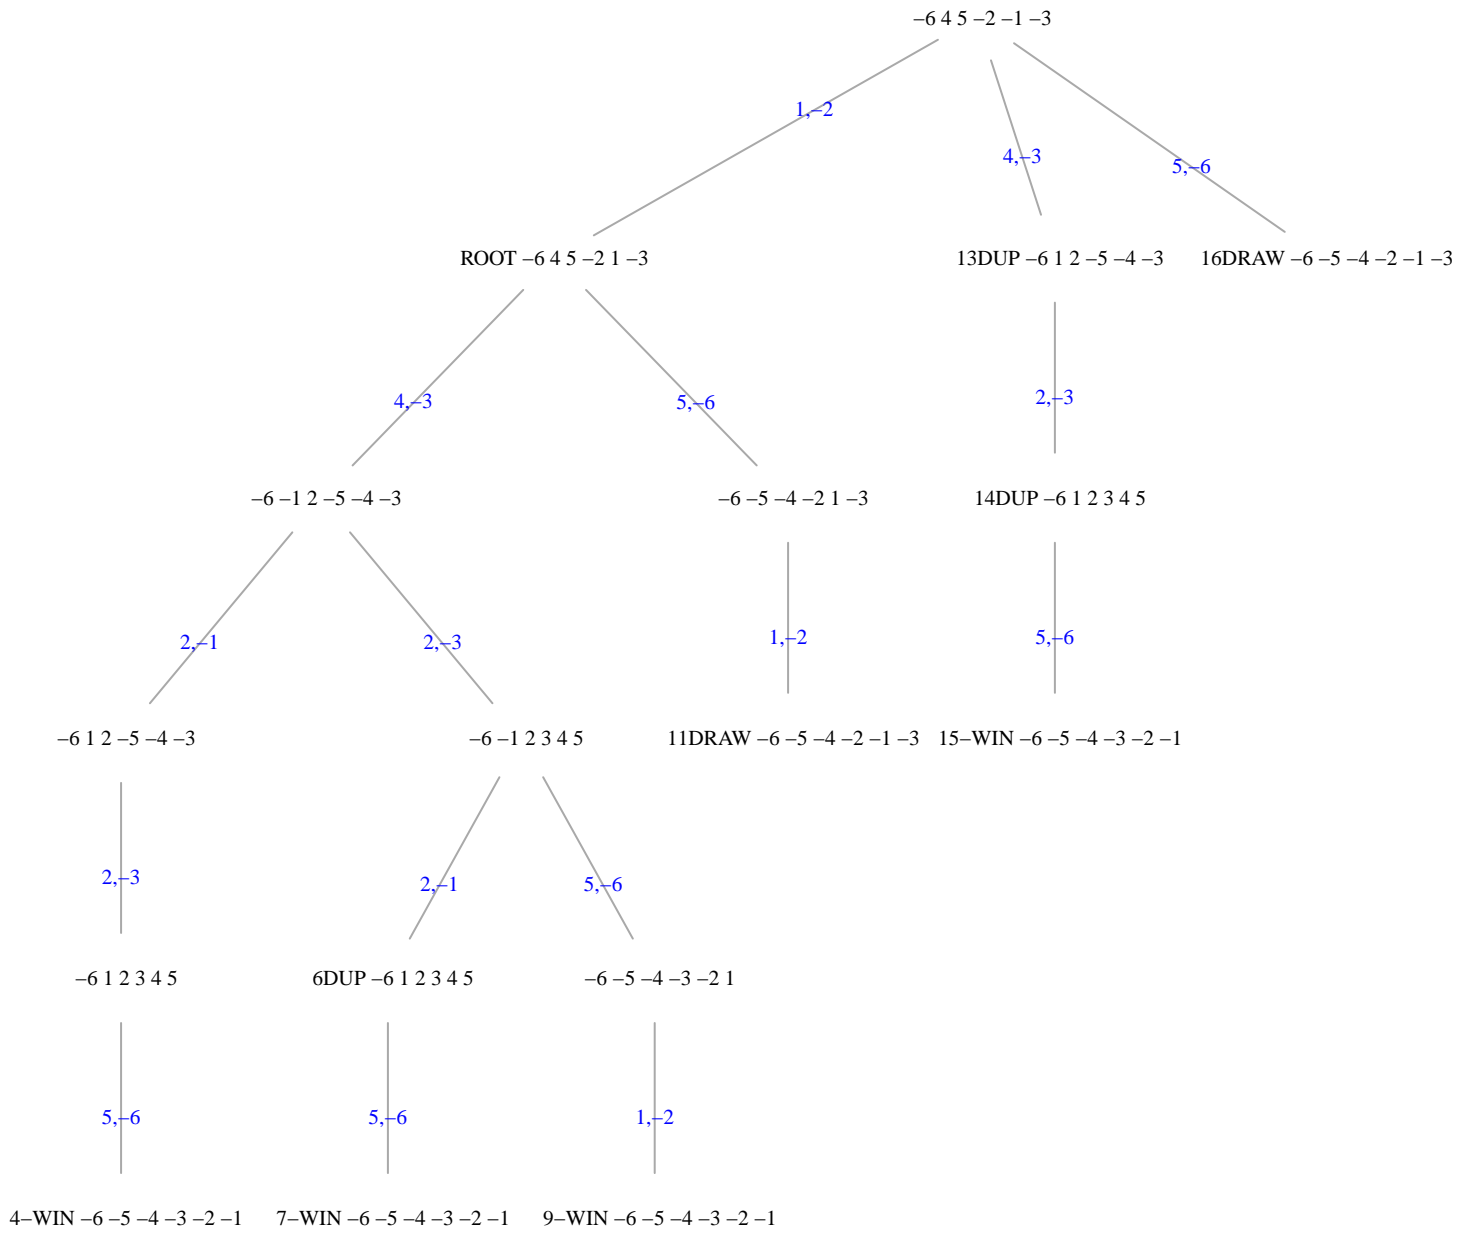 –6 4 5 –2 –1 –3
1,–2
4,–3
5,–6
ROOT –6 4 5 –2 1 –3
13DUP –6 1 2 –5 –4 –3
16DRAW –6 –5 –4 –2 –1 –3
4,–3
5,–6
2,–3
–6 –1 2 –5 –4 –3
–6 –5 –4 –2 1 –3
14DUP –6 1 2 3 4 5
2,–1
2,–3
1,–2
5,–6
–6 1 2 –5 –4 –3
–6 –1 2 3 4 5
11DRAW –6 –5 –4 –2 –1 –3
15–WIN –6 –5 –4 –3 –2 –1
2,–3
2,–1
5,–6
–6 1 2 3 4 5
6DUP –6 1 2 3 4 5
–6 –5 –4 –3 –2 1
5,–6
5,–6
1,–2
4–WIN –6 –5 –4 –3 –2 –1
7–WIN –6 –5 –4 –3 –2 –1
9–WIN –6 –5 –4 –3 –2 –1